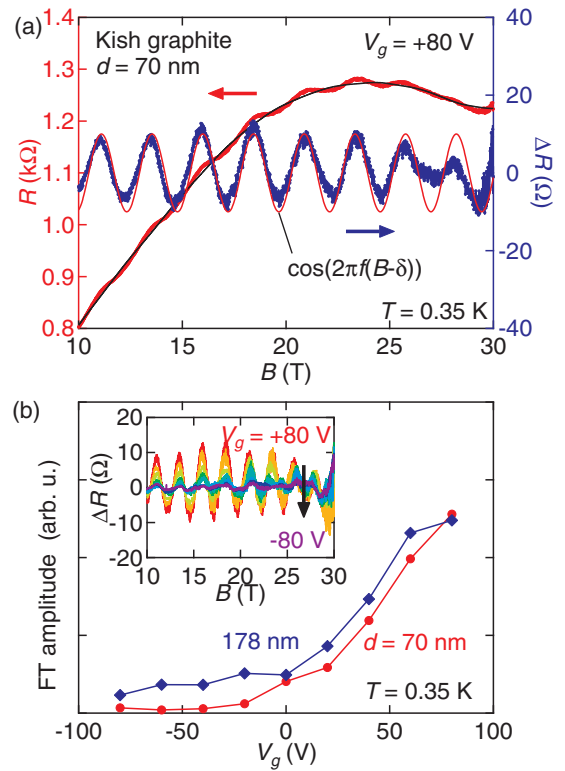 (a)
Kish graphite
d = 70 nm
V_g = +80 V
1.4
1.3
1.2
1.1
1.0
0.9
0.8
R (kΩ)
40
20
0
-20
-40
ΔR (Ω)
cos(2πf(B-δ))
T = 0.35 K
10
15
20
25
30
B (T)
(b)
20
10
0
-10
-20
ΔR (Ω)
V_g = +80 V
-80 V
10
15
20
25
30
B (T)
FT amplitude (arb. u.)
178 nm
d = 70 nm
T = 0.35 K
-100
-50
0
50
100
V_g (V)